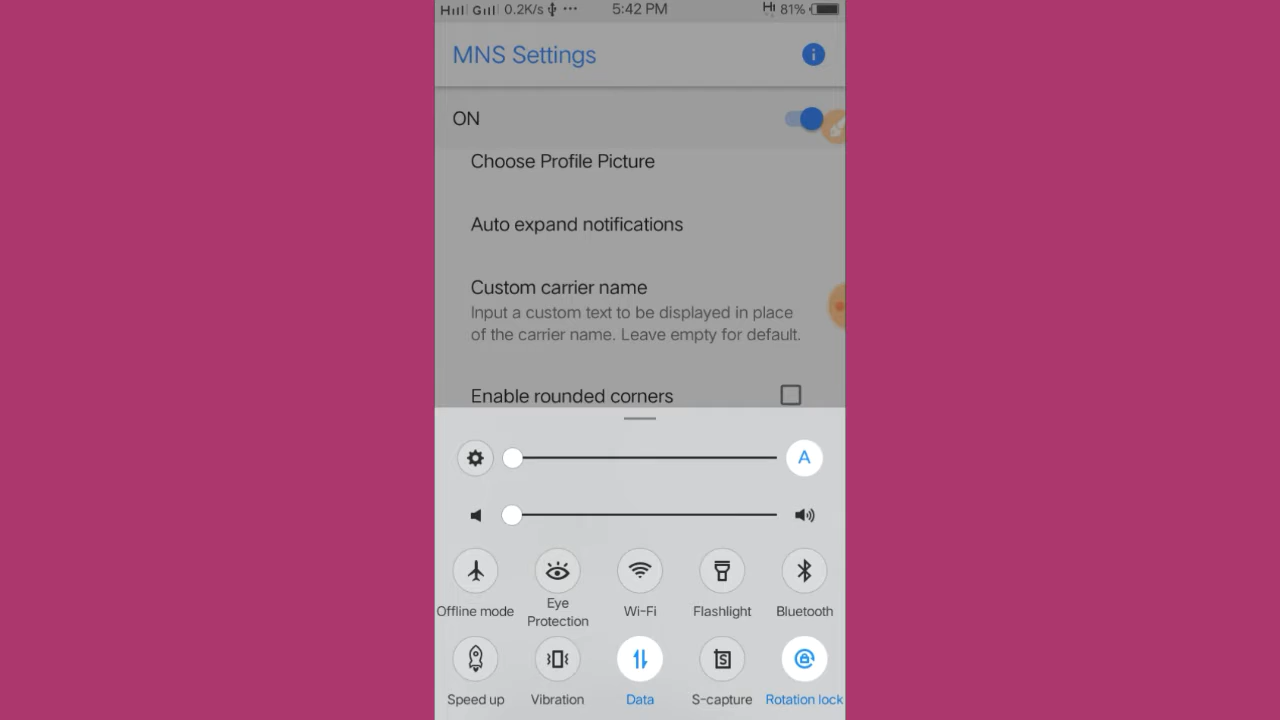 0.2K/s 5:42 PM 81%
MNS Settings
ON
Choose Profile Picture
Auto expand notifications
Custom carrier name
Input a custom text to be displayed in place
of the carrier name. Leave empty for default.
Enable rounded corners
A
Offline mode
Eye
Protection
Wi-Fi
Flashlight
Bluetooth
Speed up
Vibration
Data
S-capture
Rotation lock